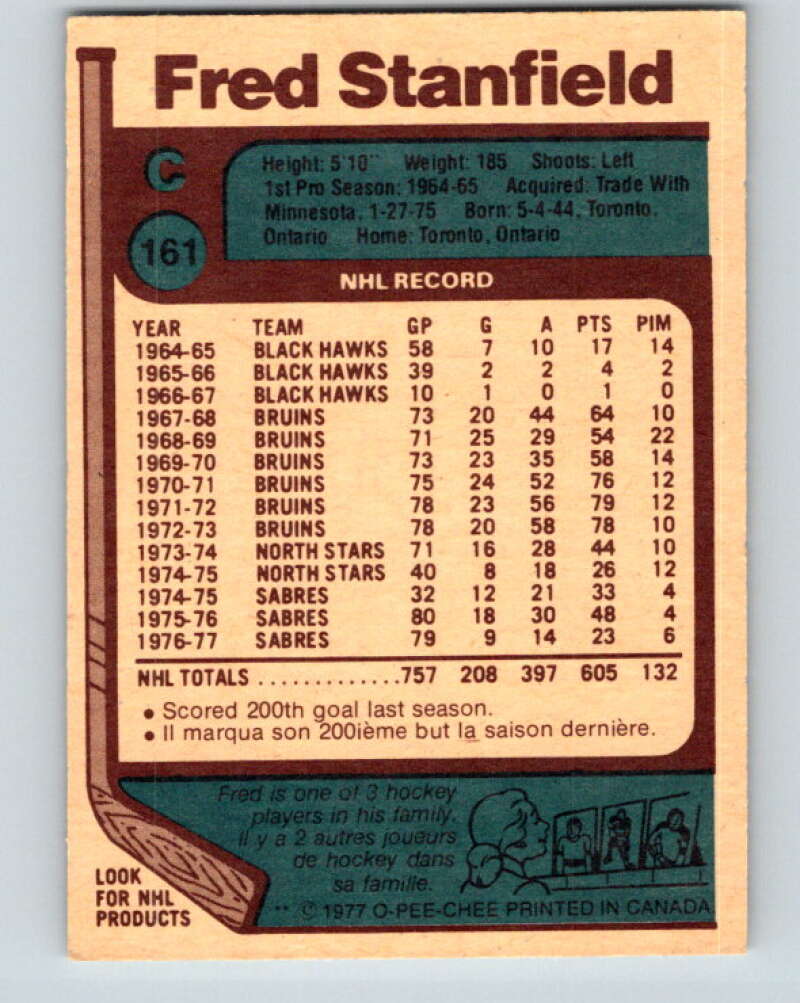 Fred Stanfield
C
Height: 5'10" Weight: 185 Shoots: Left
1st Pro Season: 1964-65 Acquired: Trade With
Minnesota, 1-27-75 Born: 5-4-44, Toronto,
Ontario Home: Toronto, Ontario
161
NHL RECORD
YEAR TEAM GP G A PTS PIM
1964-65 BLACK HAWKS 58 7 10 17 14
1965-66 BLACK HAWKS 39 2 2 4 2
1966-67 BLACK HAWKS 10 1 0 1 0
1967-68 BRUINS 73 20 44 64 10
1968-69 BRUINS 71 25 29 54 22
1969-70 BRUINS 73 23 35 58 14
1970-71 BRUINS 75 24 52 76 12
1971-72 BRUINS 78 23 56 79 12
1972-73 BRUINS 78 20 58 78 10
1973-74 NORTH STARS 71 16 28 44 10
1974-75 NORTH STARS 40 8 18 26 12
1974-75 SABRES 32 12 21 33 4
1975-76 SABRES 80 18 30 48 4
1976-77 SABRES 79 9 14 23 6
NHL TOTALS .............757 208 397 605 132
• Scored 200th goal last season.
• Il marqua son 200ième but la saison dernière.
Fred is one of 3 hockey
players in his family.
Il y a 2 autres joueurs
de hockey dans
sa famille.
LOOK
FOR NHL
PRODUCTS
** © 1977 O-PEE-CHEE PRINTED IN CANADA